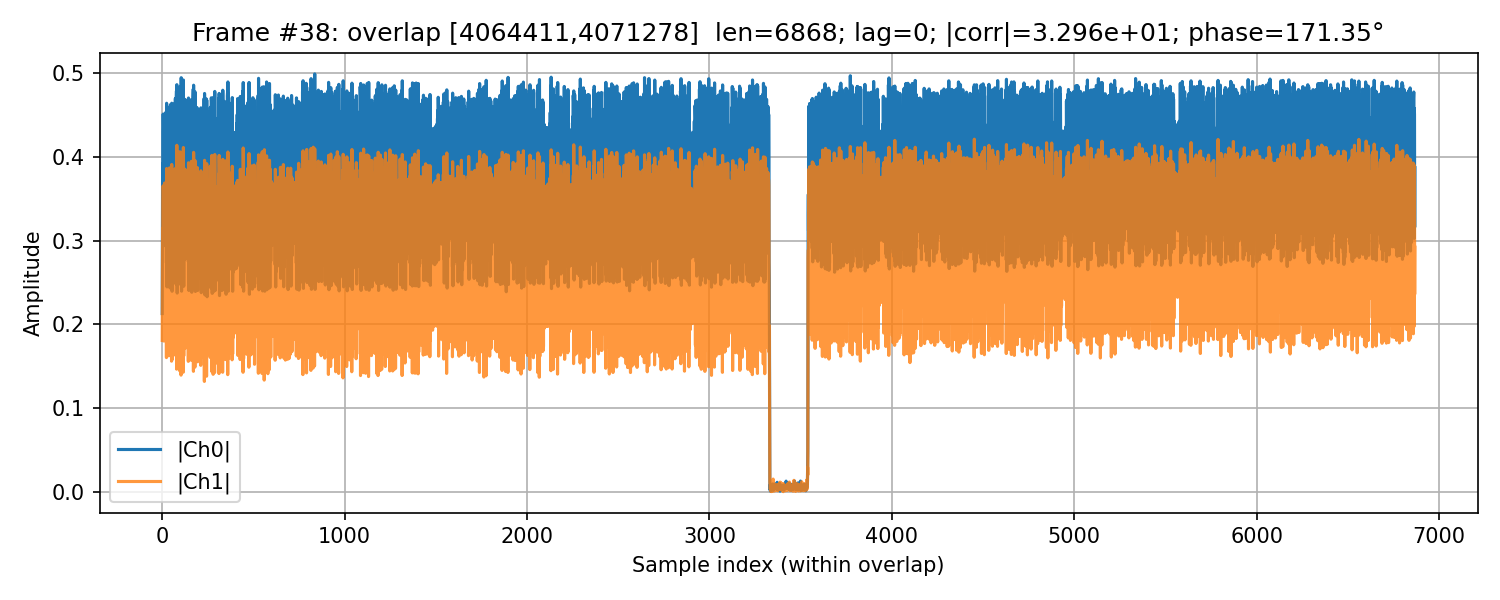 Frame #38: overlap [4064411,4071278]  len=6868; lag=0; |corr|=3.296e+01; phase=171.35°
Amplitude
0.5
0.4
0.3
0.2
0.1
0.0
|Ch0|
|Ch1|
0 1000 2000 3000 4000 5000 6000 7000
Sample index (within overlap)